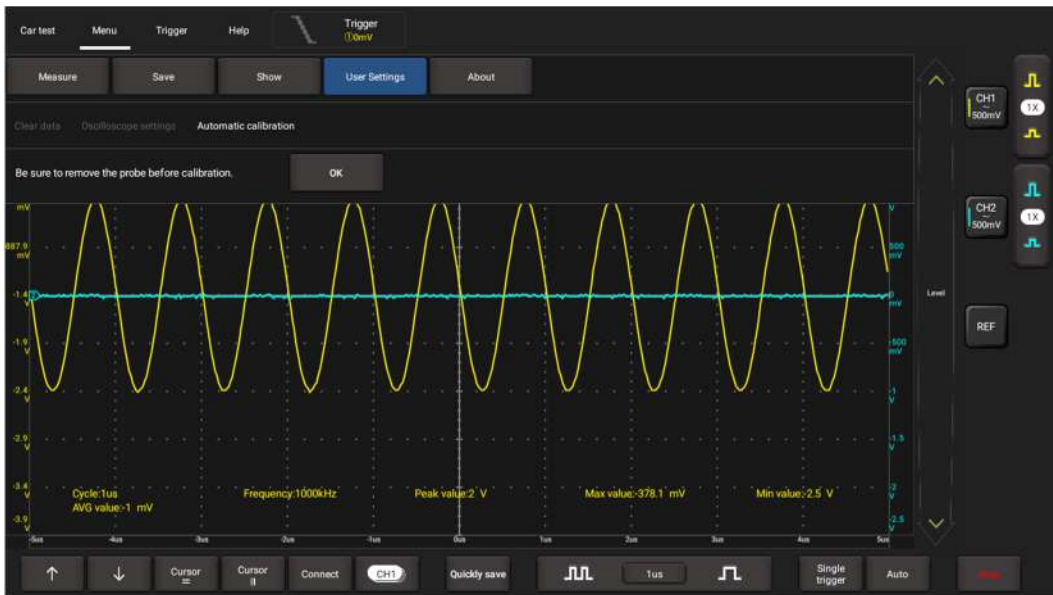 Car test Menu Trigger Help Trigger
①0mV
Measure Save Show User Settings About
Clear data Oscilloscope settings Automatic calibration
Be sure to remove the probe before calibration. OK
CH1
500mV
1X
CH2
500mV
1X
REF
Level
mV
887.9
mV
-1.4
-1.9
V
-2.4
V
-2.9
V
-3.4
V
-3.9
V
V
500
mV
0
mV
-500
mV
-1
V
-1.5
V
-2
V
-2.5
V
Cycle:1us Frequency:1000kHz Peak value:2 V Max value:-378.1 mV Min value:-2.5 V
AVG value:-1 mV
-5us -4us -3us -2us -1us 0us 1us 2us 3us 4us 5us
↑ ↓ Cursor = Cursor || Connect CH1 Quickly save 1us Single trigger Auto